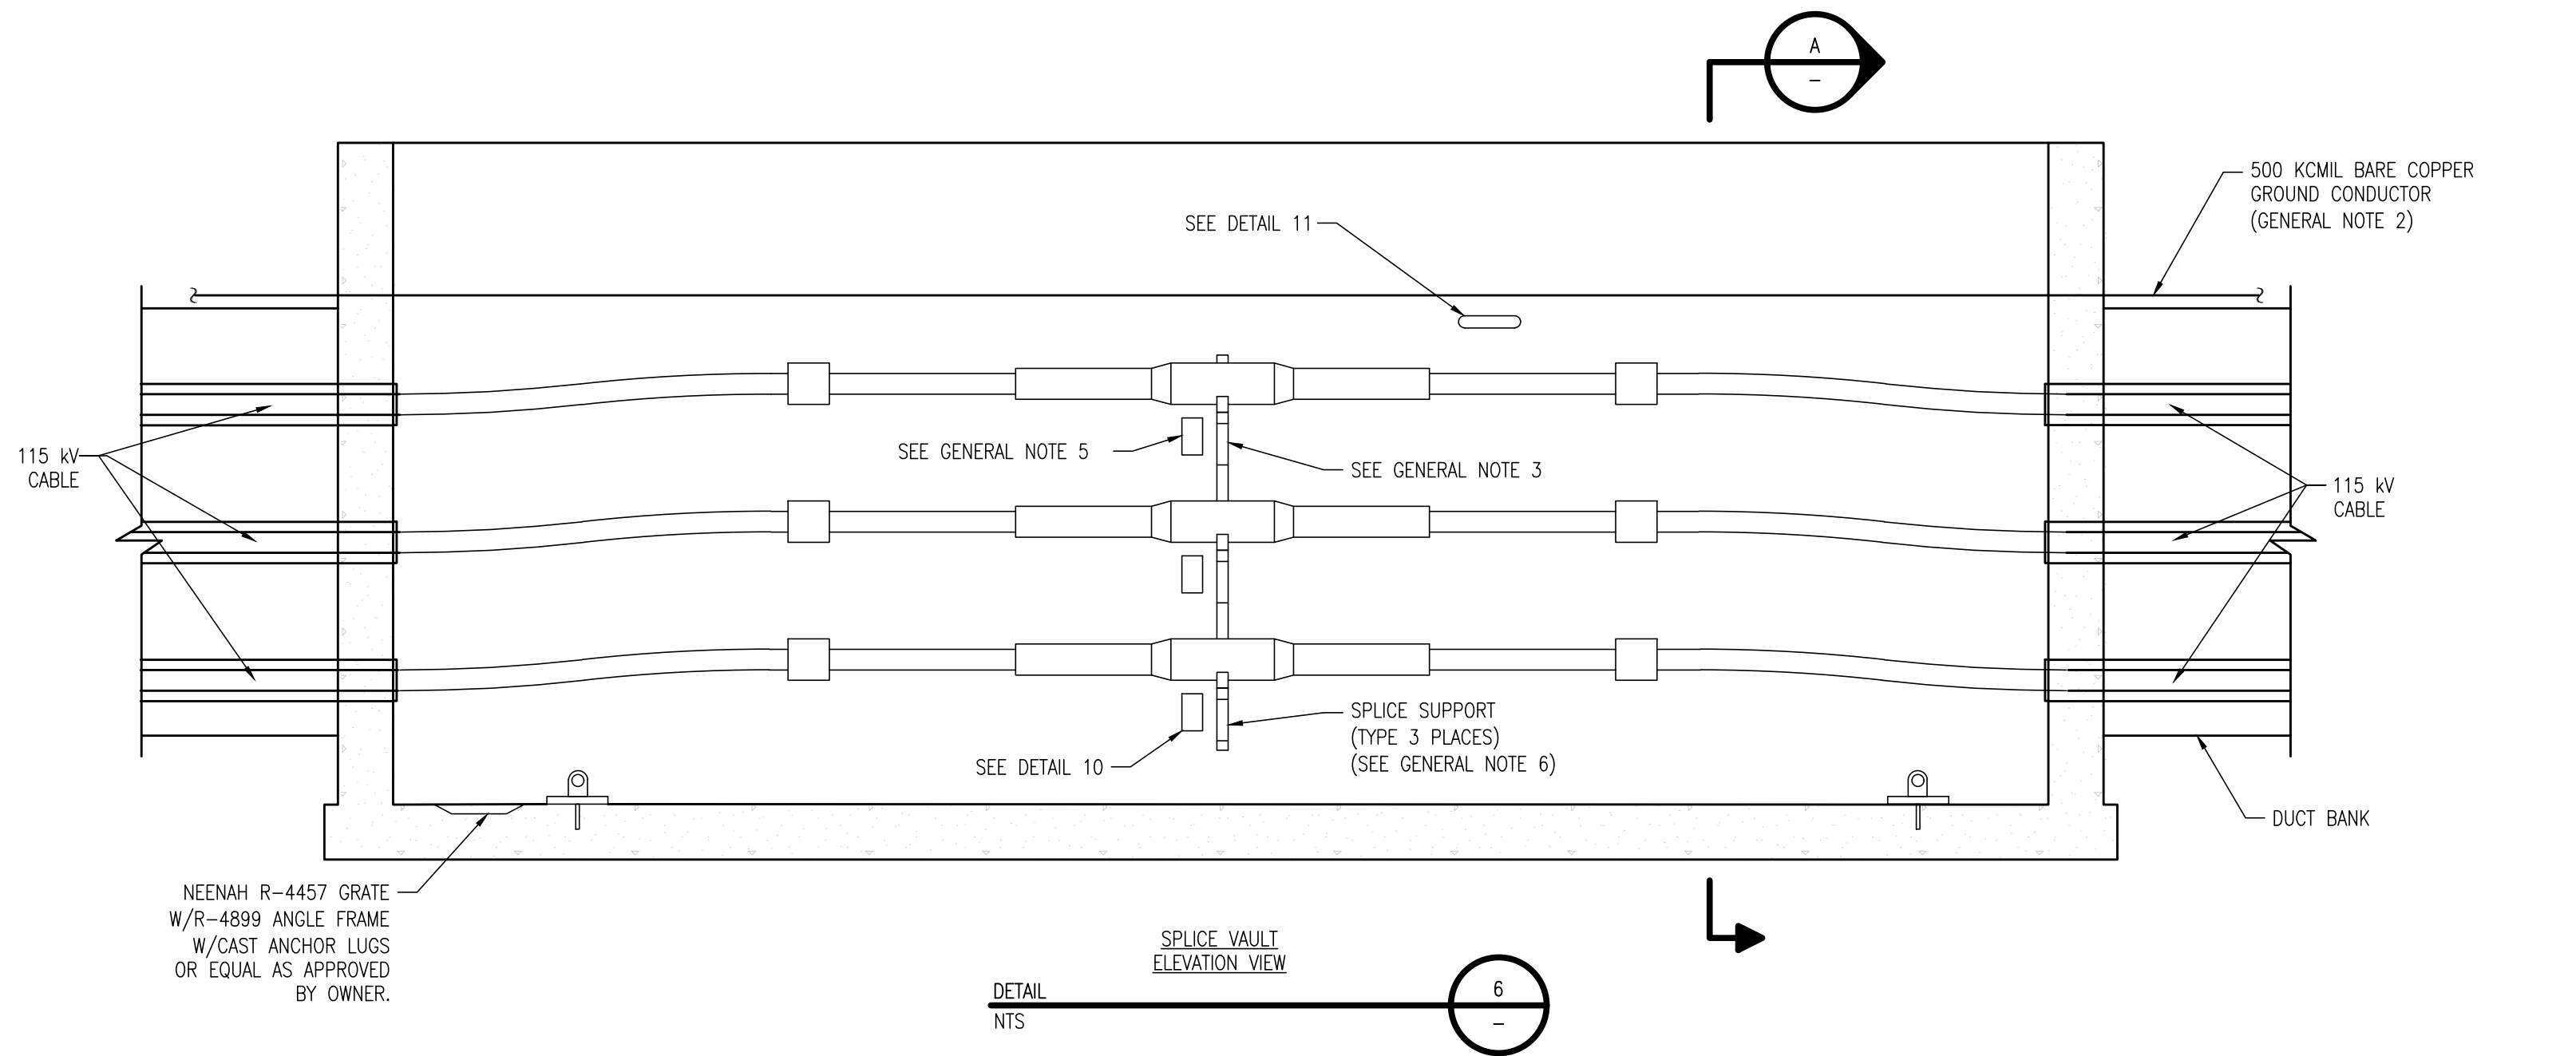 A
–
500 KCMIL BARE COPPER
GROUND CONDUCTOR
(GENERAL NOTE 2)
SEE DETAIL 11
115 kV
CABLE
SEE GENERAL NOTE 5
SEE GENERAL NOTE 3
115 kV
CABLE
SPLICE SUPPORT
(TYPE 3 PLACES)
(SEE GENERAL NOTE 6)
SEE DETAIL 10
DUCT BANK
NEENAH R-4457 GRATE
W/R-4899 ANGLE FRAME
W/CAST ANCHOR LUGS
OR EQUAL AS APPROVED
BY OWNER.
SPLICE VAULT
ELEVATION VIEW
DETAIL
NTS
6
–